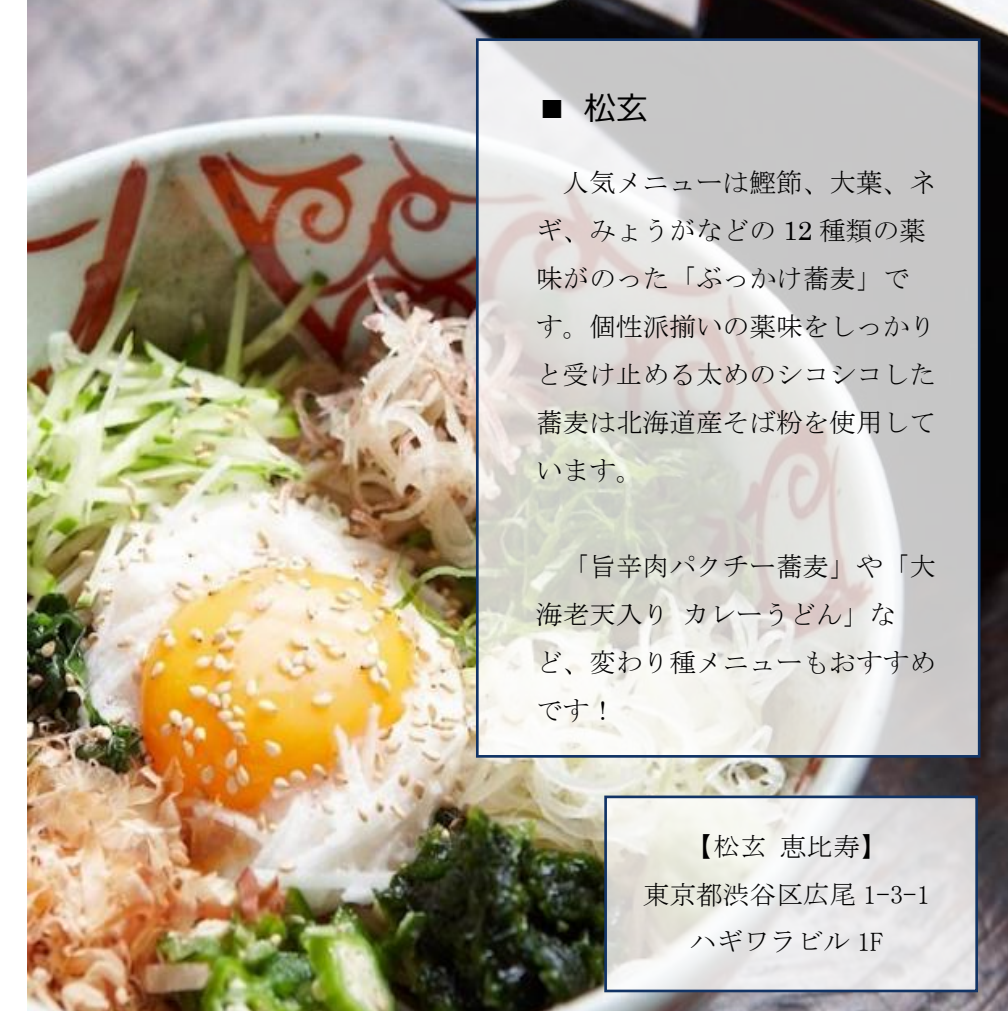 ■ 松玄
人気メニューは鰹節、大葉、ネ
ギ、みょうがなどの 12 種類の薬
味がのった「ぶっかけ蕎麦」で
す。個性派揃いの薬味をしっかり
と受け止める太めのシコシコした
蕎麦は北海道産そば粉を使用して
います。
「旨辛肉パクチー蕎麦」や「大
海老天入り カレーうどん」な
ど、変わり種メニューもおすすめ
です！
【松玄 恵比寿】
東京都渋谷区広尾 1-3-1
ハギワラビル 1F